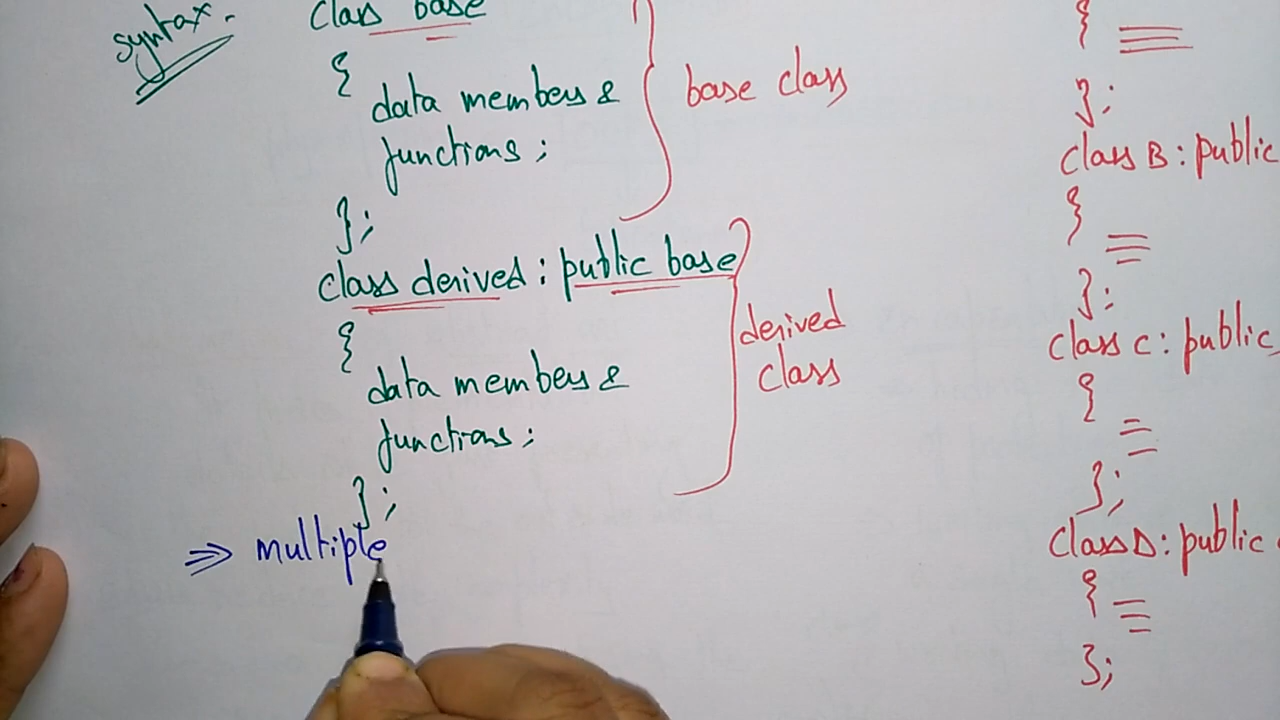 syntax.
class base
{
data members &
functions ;
};
base class
class derived : public base
{
data members &
functions ;
};
derived
class
⇒ multiple
{
};
class B : public
{
};
class C : public
{
};
class D : public
{
};